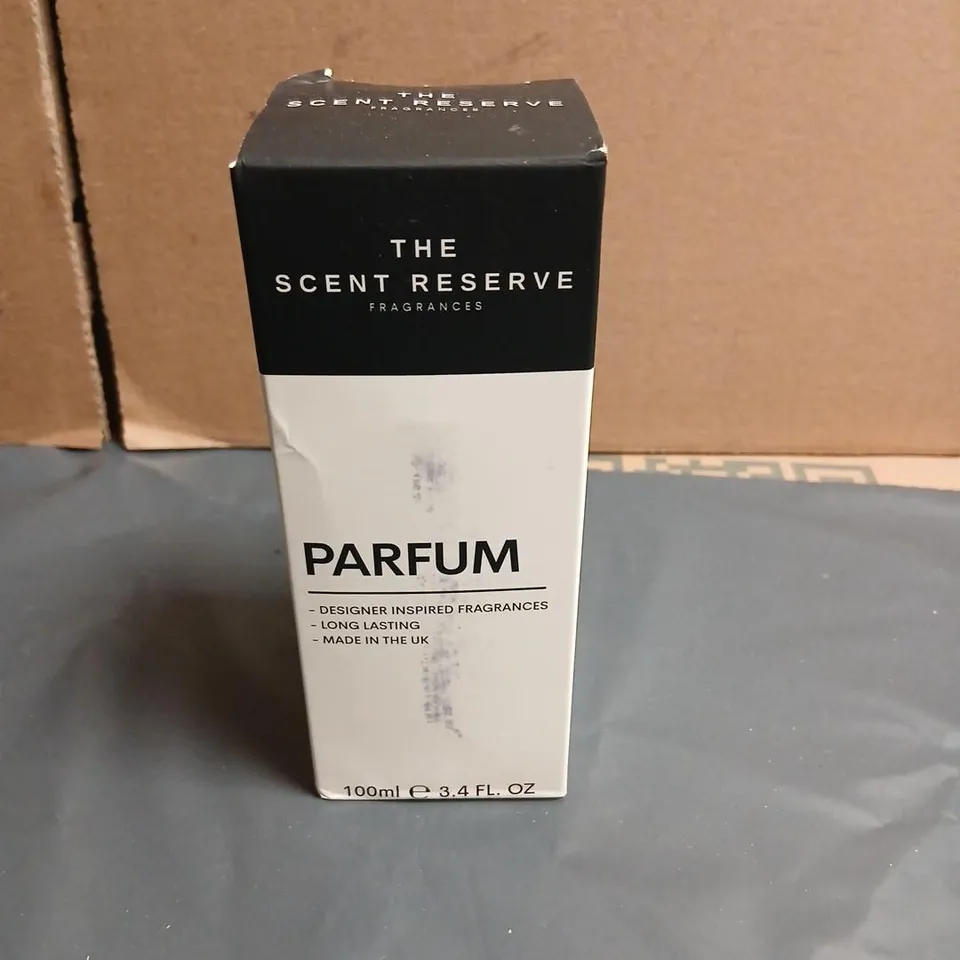 THE
SCENT RESERVE
FRAGRANCES
THE
SCENT RESERVE
FRAGRANCES
PARFUM
- DESIGNER INSPIRED FRAGRANCES
- LONG LASTING
- MADE IN THE UK
100ml ℮ 3.4 FL. OZ